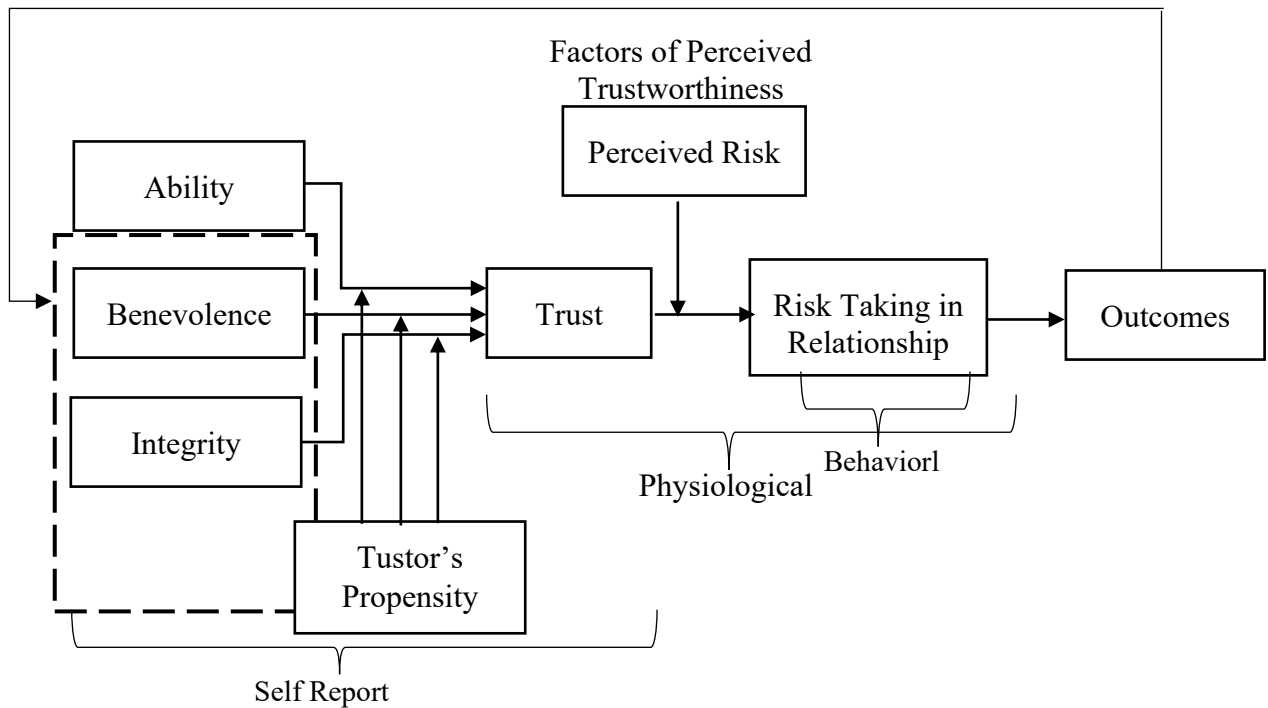 Factors of Perceived
Trustworthiness
Perceived Risk
Ability
Benevolence
Trust
Risk Taking in
Relationship
Outcomes
Integrity
Behaviorl
Physiological
Tustor’s
Propensity
Self Report